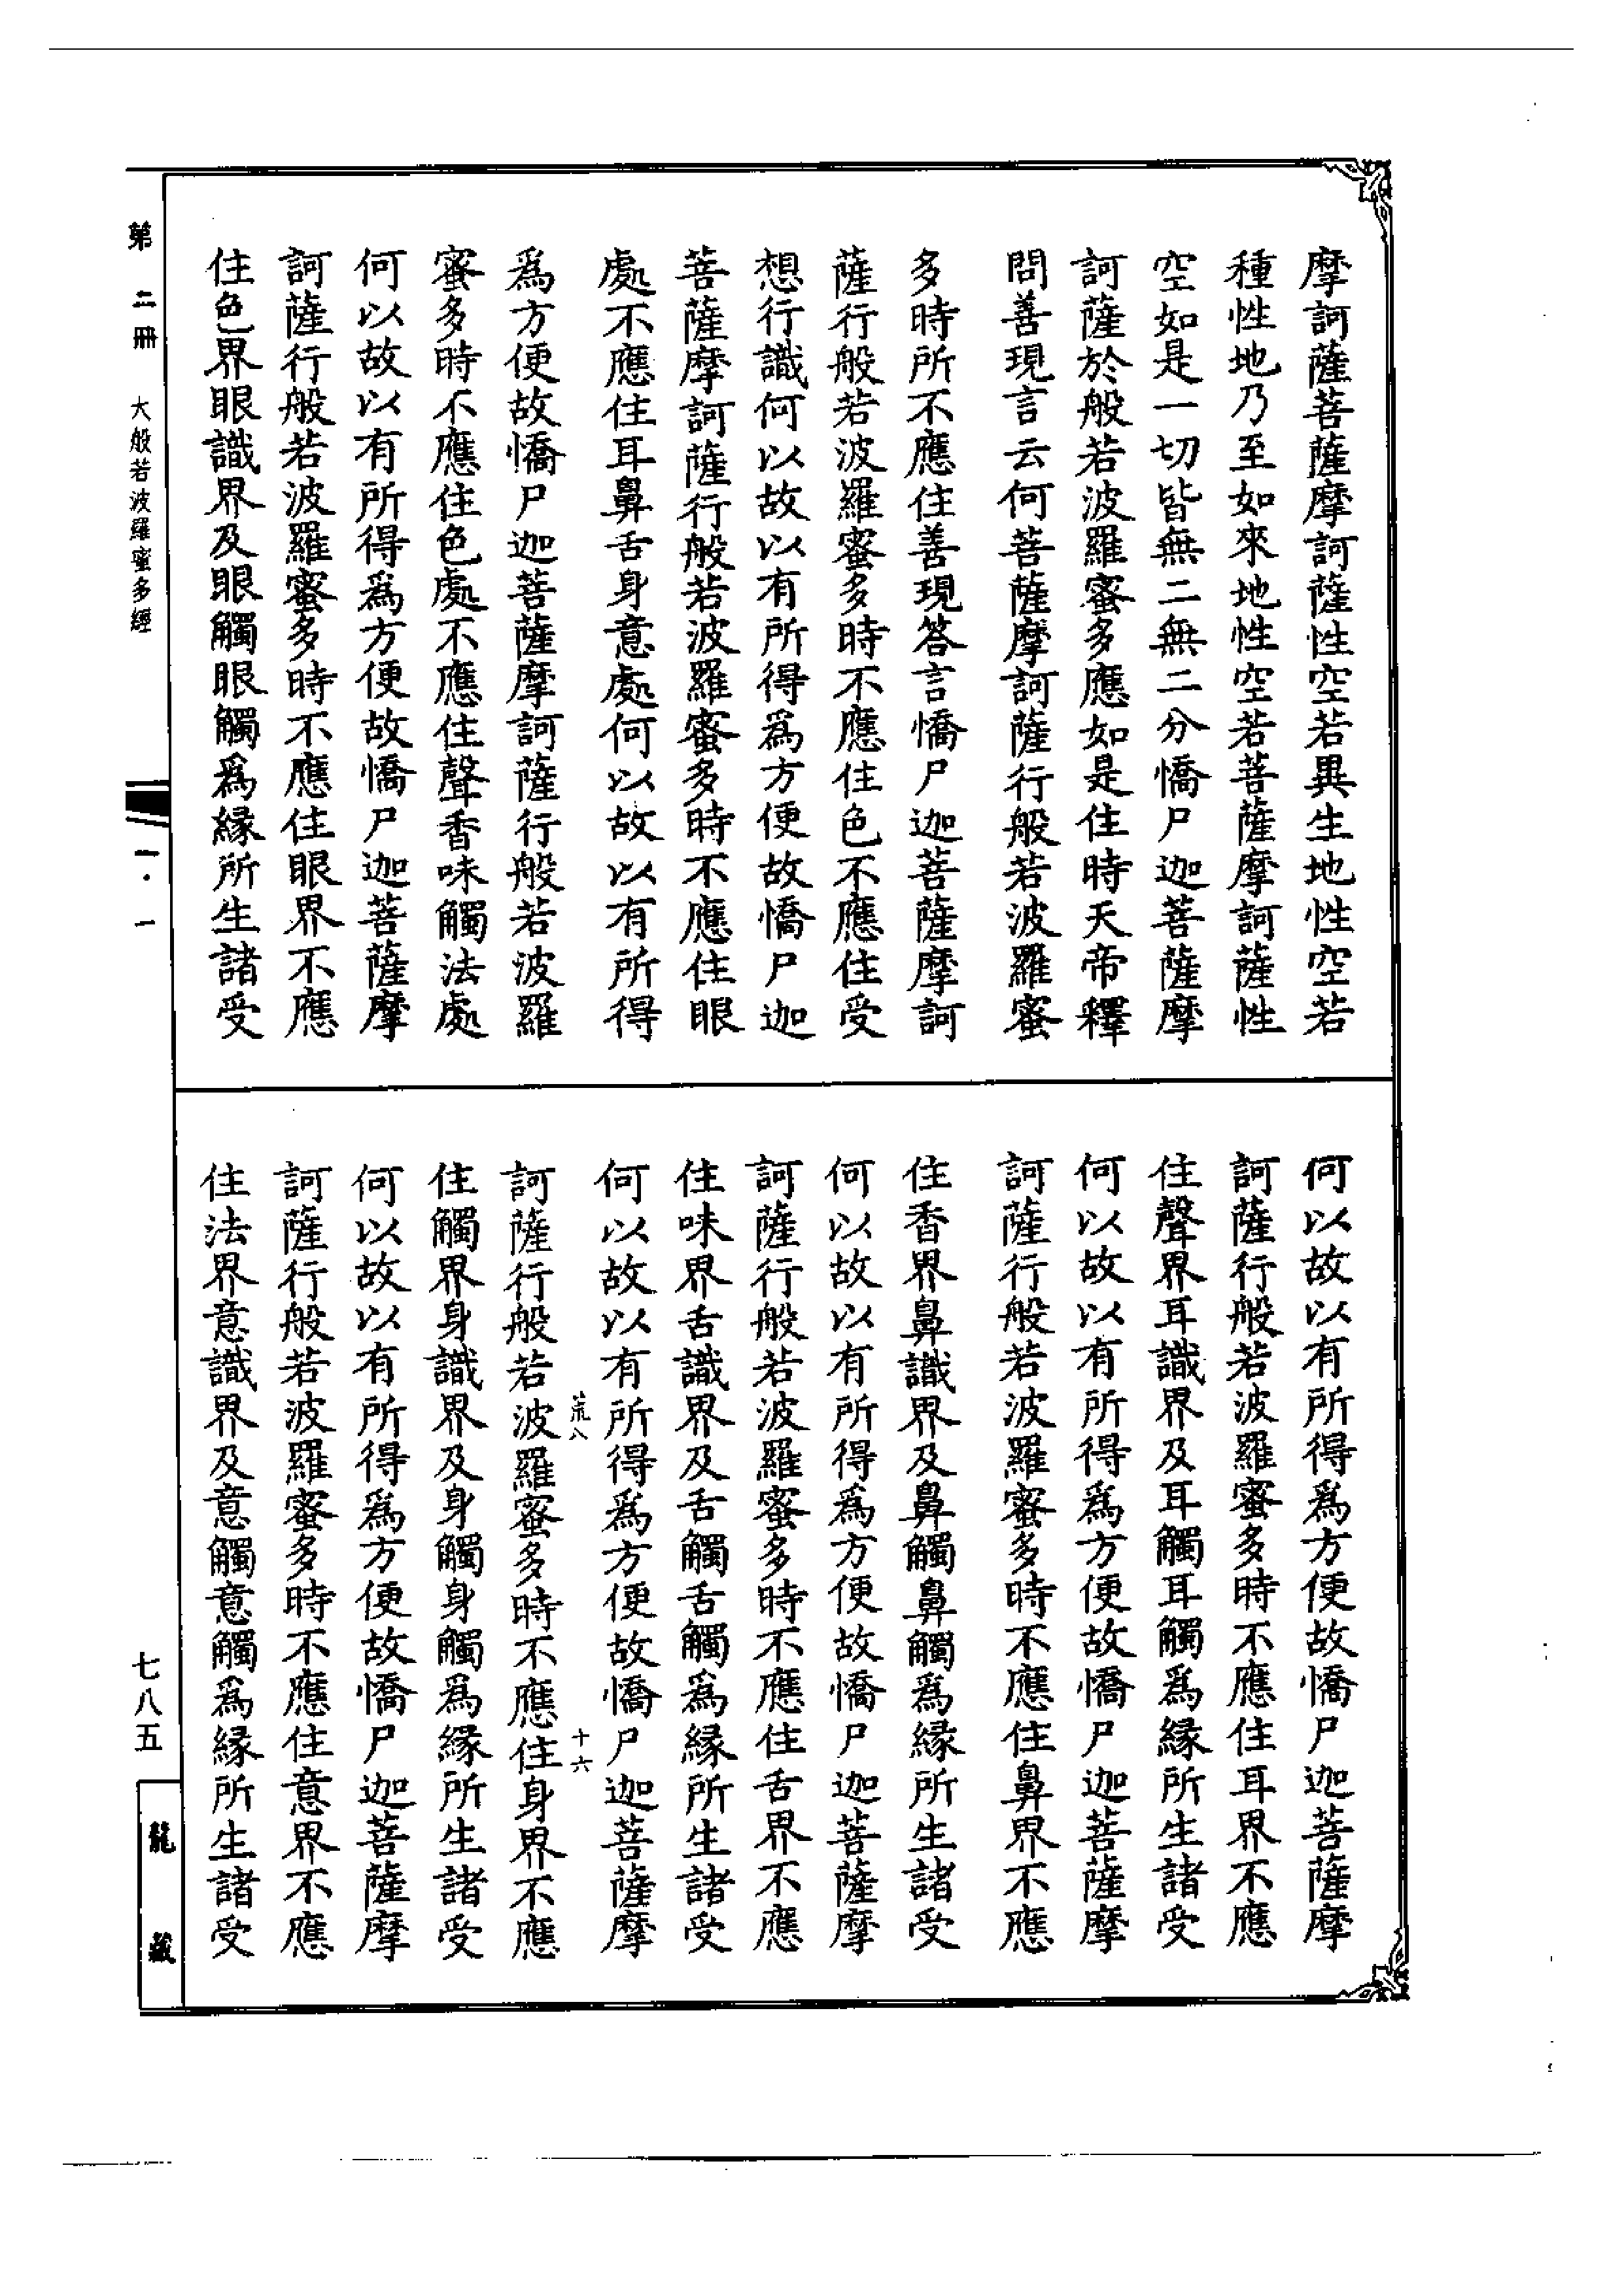 摩訶薩菩薩摩訶薩性空若異生地性空若
種性地乃至如來地性空若菩薩摩訶薩性
空如是一切皆無二無二分憍尸迦菩薩摩
訶薩於般若波羅蜜多應如是住時天帝釋
問善現言云何菩薩摩訶薩行般若波羅蜜
多時所不應住善現答言憍尸迦菩薩摩訶
薩行般若波羅蜜多時不應住色不應住受
想行識何以故以有所得爲方便故憍尸迦
菩薩摩訶薩行般若波羅蜜多時不應住眼
處不應住耳鼻舌身意處何以故以有所得
爲方便故憍尸迦菩薩摩訶薩行般若波羅
蜜多時不應住色處不應住聲香味觸法處
何以故以有所得爲方便故憍尸迦菩薩摩
訶薩行般若波羅蜜多時不應住眼界不應
住色界眼識界及眼觸眼觸爲緣所生諸受
何以故以有所得爲方便故憍尸迦菩薩摩
訶薩行般若波羅蜜多時不應住耳界不應
住聲界耳識界及耳觸耳觸爲緣所生諸受
何以故以有所得爲方便故憍尸迦菩薩摩
訶薩行般若波羅蜜多時不應住鼻界不應
住香界鼻識界及鼻觸鼻觸爲緣所生諸受
何以故以有所得爲方便故憍尸迦菩薩摩
訶薩行般若波羅蜜多時不應住舌界不應
住味界舌識界及舌觸舌觸爲緣所生諸受
何以故以有所得爲方便故憍尸迦菩薩摩
荒八 十六
訶薩行般若波羅蜜多時不應住身界不應
住觸界身識界及身觸身觸爲緣所生諸受
何以故以有所得爲方便故憍尸迦菩薩摩
訶薩行般若波羅蜜多時不應住意界不應
住法界意識界及意觸意觸爲緣所生諸受
第二冊 大般若波羅蜜多經 一·一 七八五 龍藏